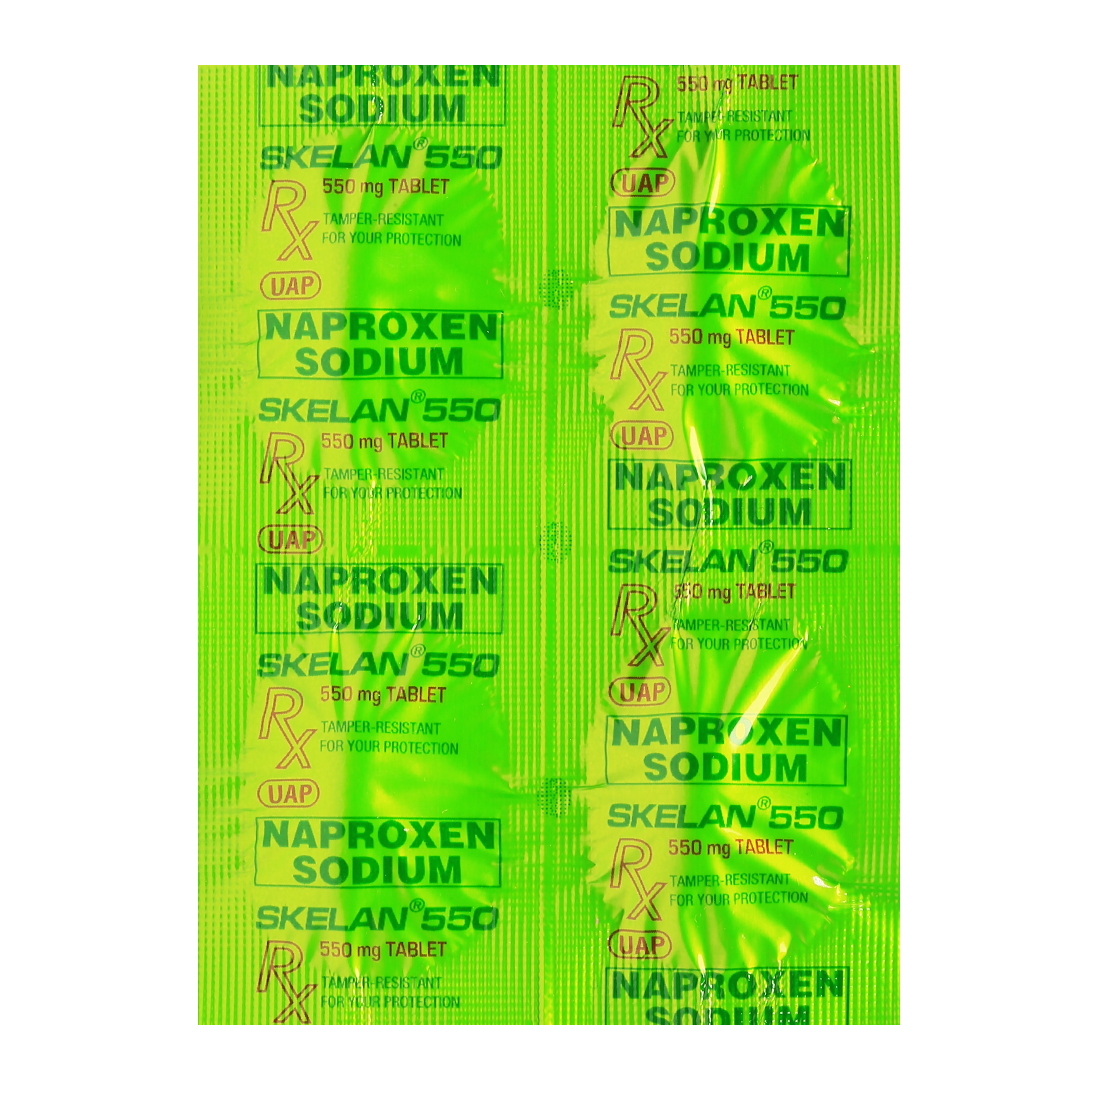 NAPROXEN
SODIUM
SKELAN® 550
Rx
550 mg TABLET
TAMPER-RESISTANT
FOR YOUR PROTECTION
UAP
NAPROXEN
SODIUM
SKELAN® 550
Rx
550 mg TABLET
TAMPER-RESISTANT
FOR YOUR PROTECTION
UAP
NAPROXEN
SODIUM
SKELAN® 550
Rx
550 mg TABLET
TAMPER-RESISTANT
FOR YOUR PROTECTION
UAP
NAPROXEN
SODIUM
SKELAN® 550
Rx
550 mg TABLET
TAMPER-RESISTANT
FOR YOUR PROTECTION
Rx
550 mg TABLET
TAMPER-RESISTANT
FOR YOUR PROTECTION
UAP
NAPROXEN
SODIUM
SKELAN® 550
Rx
550 mg TABLET
TAMPER-RESISTANT
FOR YOUR PROTECTION
UAP
NAPROXEN
SODIUM
SKELAN® 550
Rx
550 mg TABLET
TAMPER-RESISTANT
FOR YOUR PROTECTION
UAP
NAPROXEN
SODIUM
SKELAN® 550
Rx
550 mg TABLET
TAMPER-RESISTANT
FOR YOUR PROTECTION
UAP
NAPROXEN
SODIUM